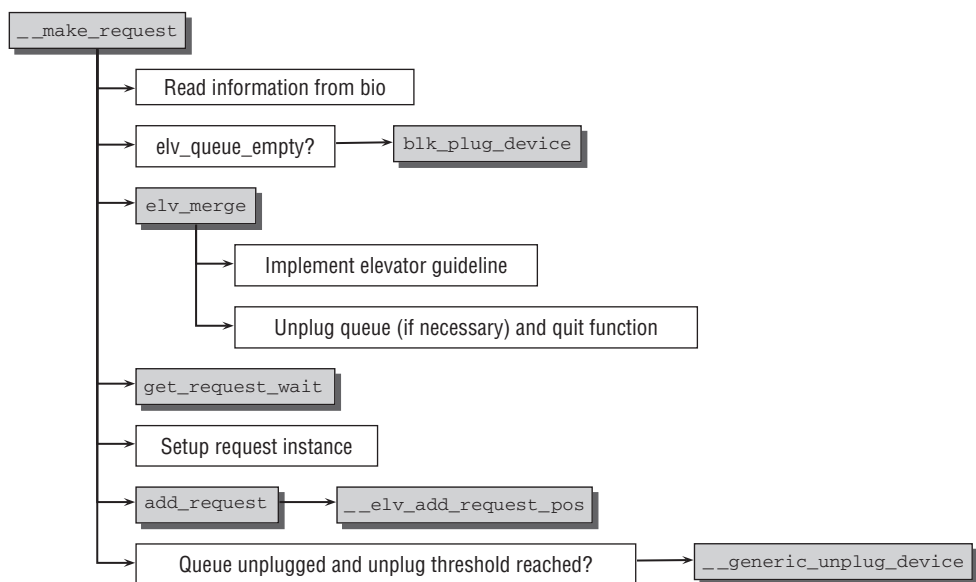 __make_request
Read information from bio
elv_queue_empty?
blk_plug_device
elv_merge
Implement elevator guideline
Unplug queue (if necessary) and quit function
get_request_wait
Setup request instance
add_request
__elv_add_request_pos
Queue unplugged and unplug threshold reached?
__generic_unplug_device